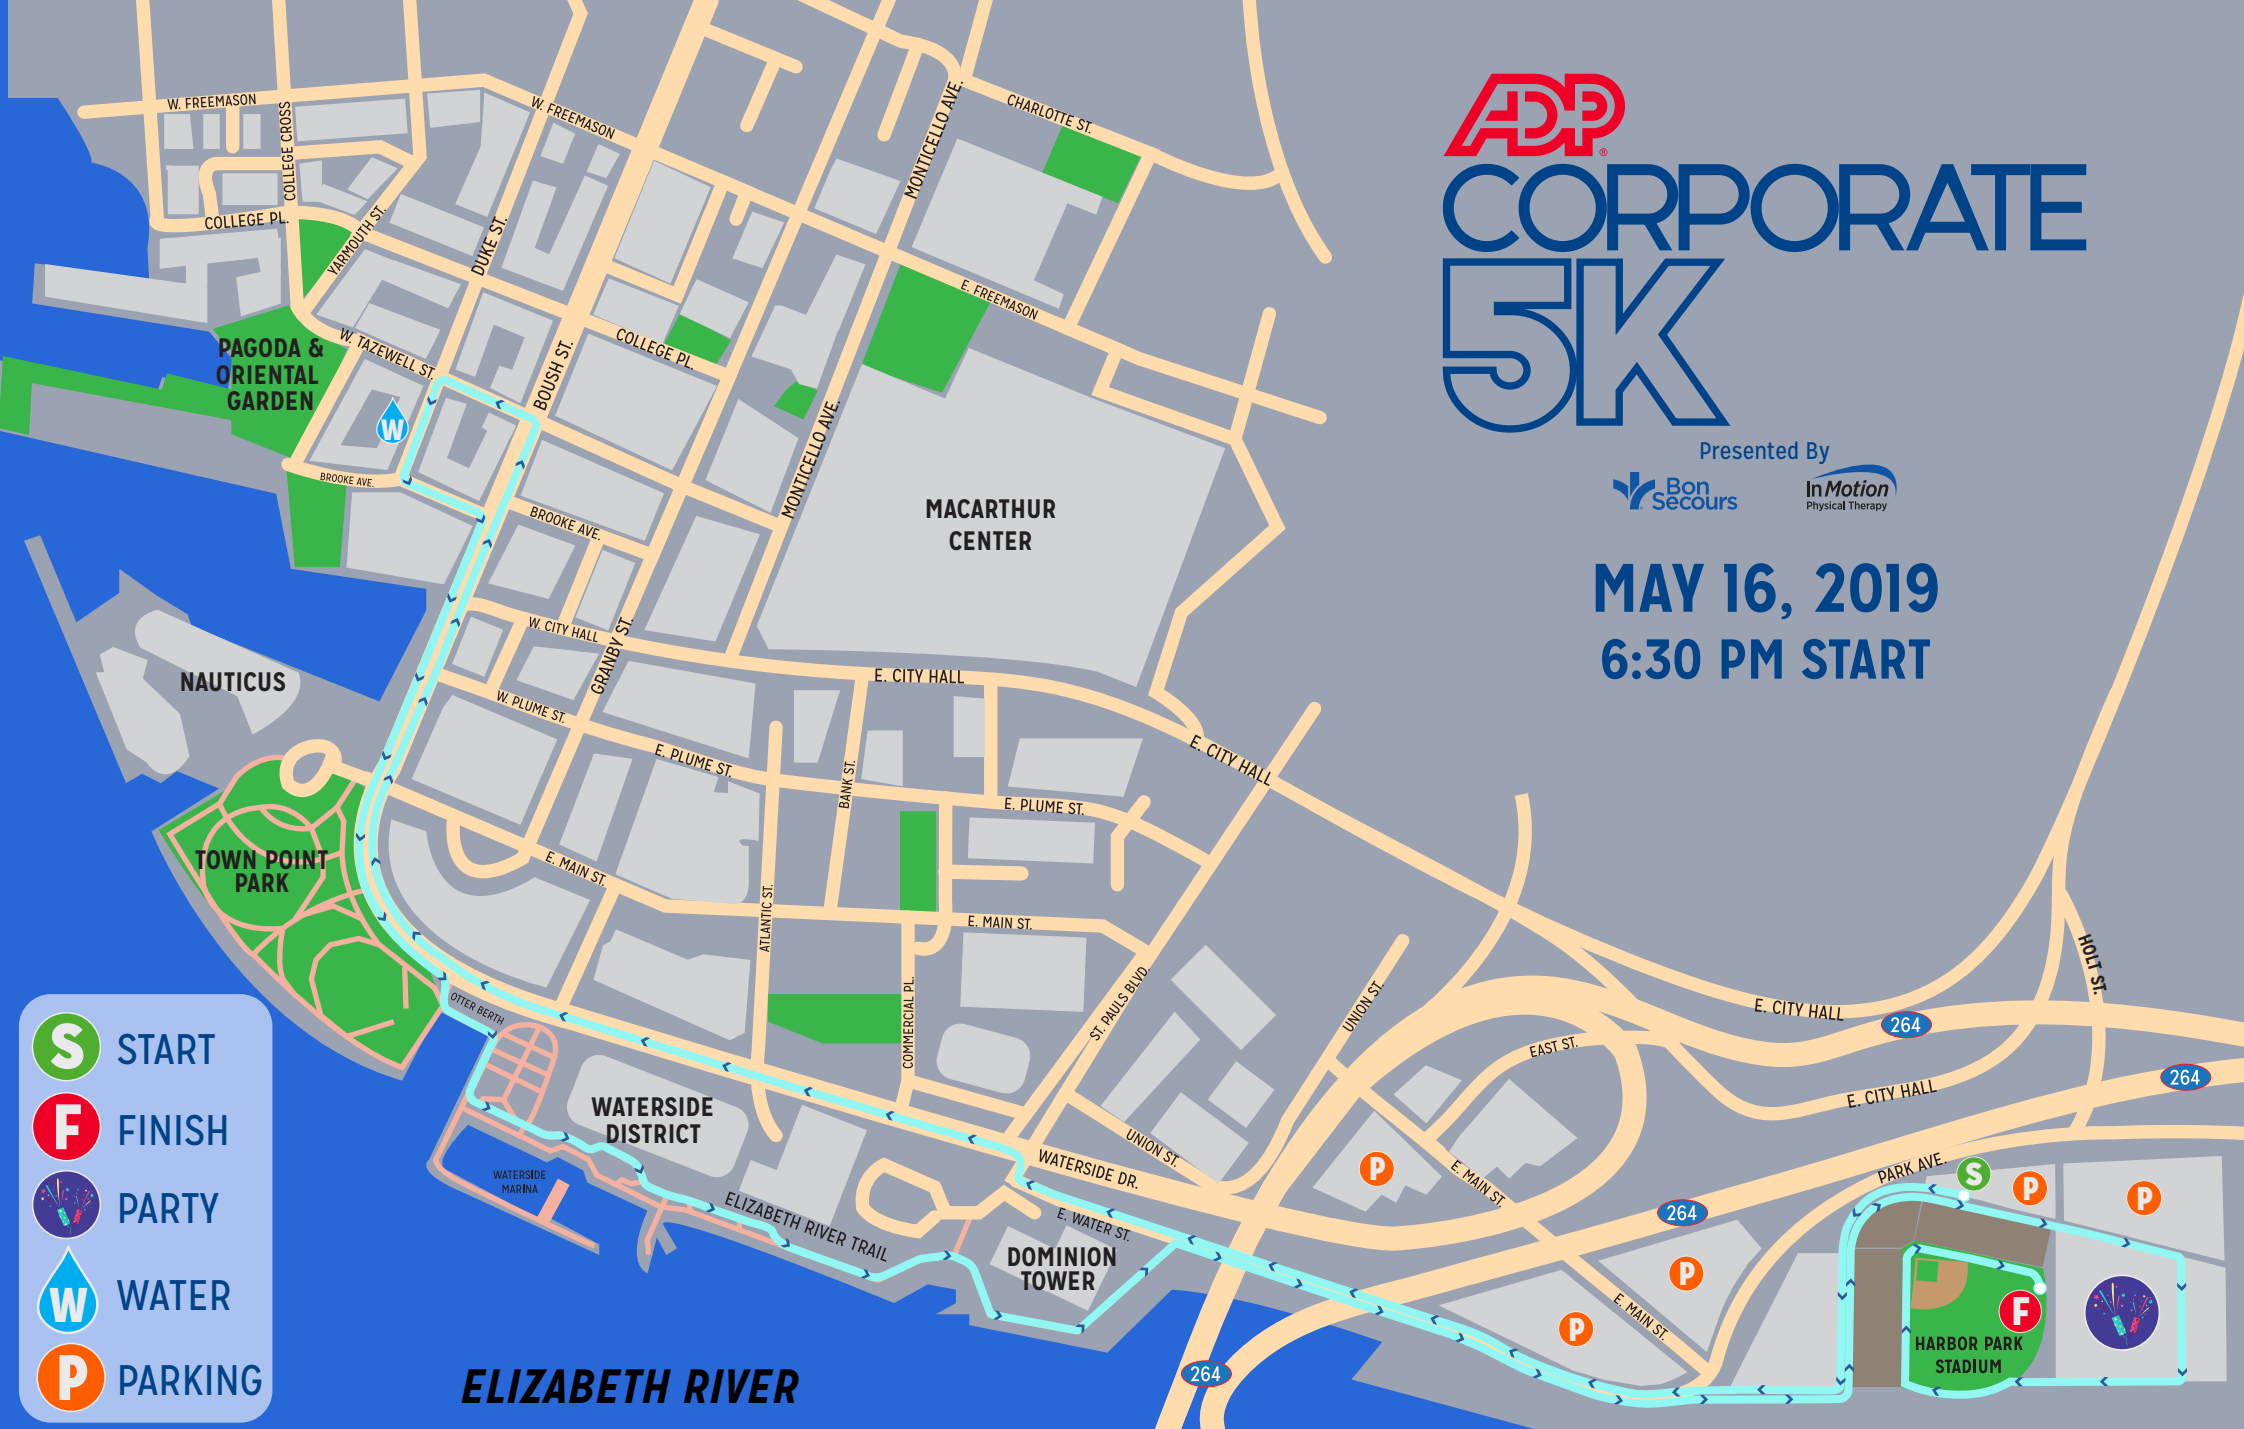 ADP
CORPORATE
5K
Presented By
Bon
Secours
In Motion
Physical Therapy
MAY 16, 2019
6:30 PM START
W. FREEMASON
W. FREEMASON
COLLEGE CROSS
CHARLOTTE ST.
MONTICELLO AVE.
COLLEGE PL.
YARMOUTH ST.
DUKE ST.
E. FREEMASON
PAGODA &
ORIENTAL
GARDEN
W. TAZEWELL ST.
BOUSH ST.
COLLEGE PL.
W
BROOKE AVE.
MONTICELLO AVE.
BROOKE AVE.
MACARTHUR
CENTER
W. CITY HALL
GRANBY ST.
E. CITY HALL
NAUTICUS
W. PLUME ST.
E. PLUME ST.
BANK ST.
E. PLUME ST.
E. CITY HALL
TOWN POINT
PARK
E. MAIN ST.
ATLANTIC ST.
E. MAIN ST.
COMMERCIAL PL.
ST. PAULS BLVD.
UNION ST.
HOLT ST.
E. CITY HALL
264
EAST ST.
264
E. CITY HALL
OTTER BERTH
WATERSIDE
DISTRICT
WATERSIDE
MARINA
ELIZABETH RIVER TRAIL
WATERSIDE DR.
UNION ST.
E. WATER ST.
DOMINION
TOWER
P
E. MAIN ST.
264
PARK AVE.
S
P
P
P
P
E. MAIN ST.
264
F
HARBOR PARK
STADIUM
ELIZABETH RIVER
S START
F FINISH
PARTY
W WATER
P PARKING